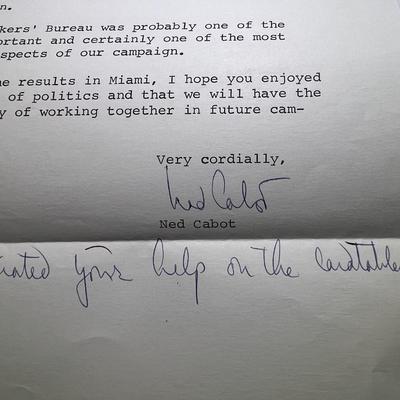 n.
kers' Bureau was probably one of the
ortant and certainly one of the most
spects of our campaign.
he results in Miami, I hope you enjoyed
 of politics and that we will have the
y of working together in future cam-
Very cordially,
Ned Cabot
Ned Cabot
iated your help on the